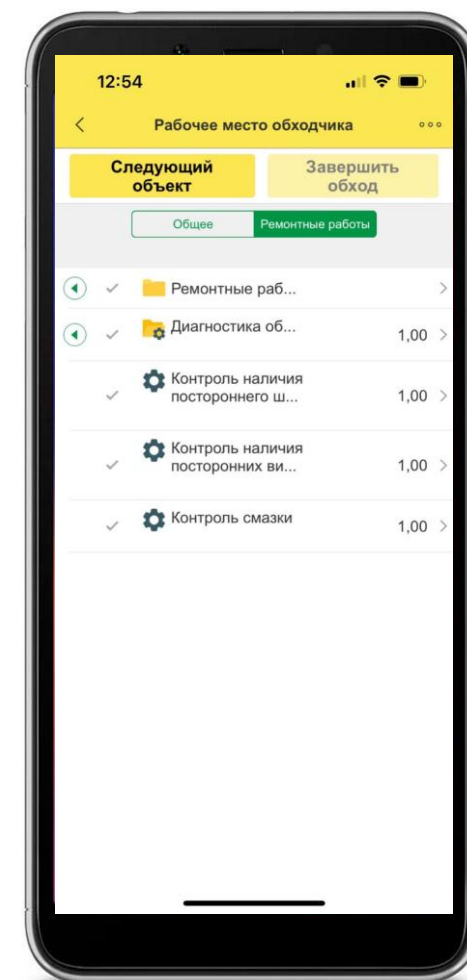 12:54
Рабочее место обходчика
Следующий
объект
Завершить
обход
Общее
Ремонтные работы
Ремонтные раб...
Диагностика об...
1,00
Контроль наличия
постороннего ш...
1,00
Контроль наличия
посторонних ви...
1,00
Контроль смазки
1,00